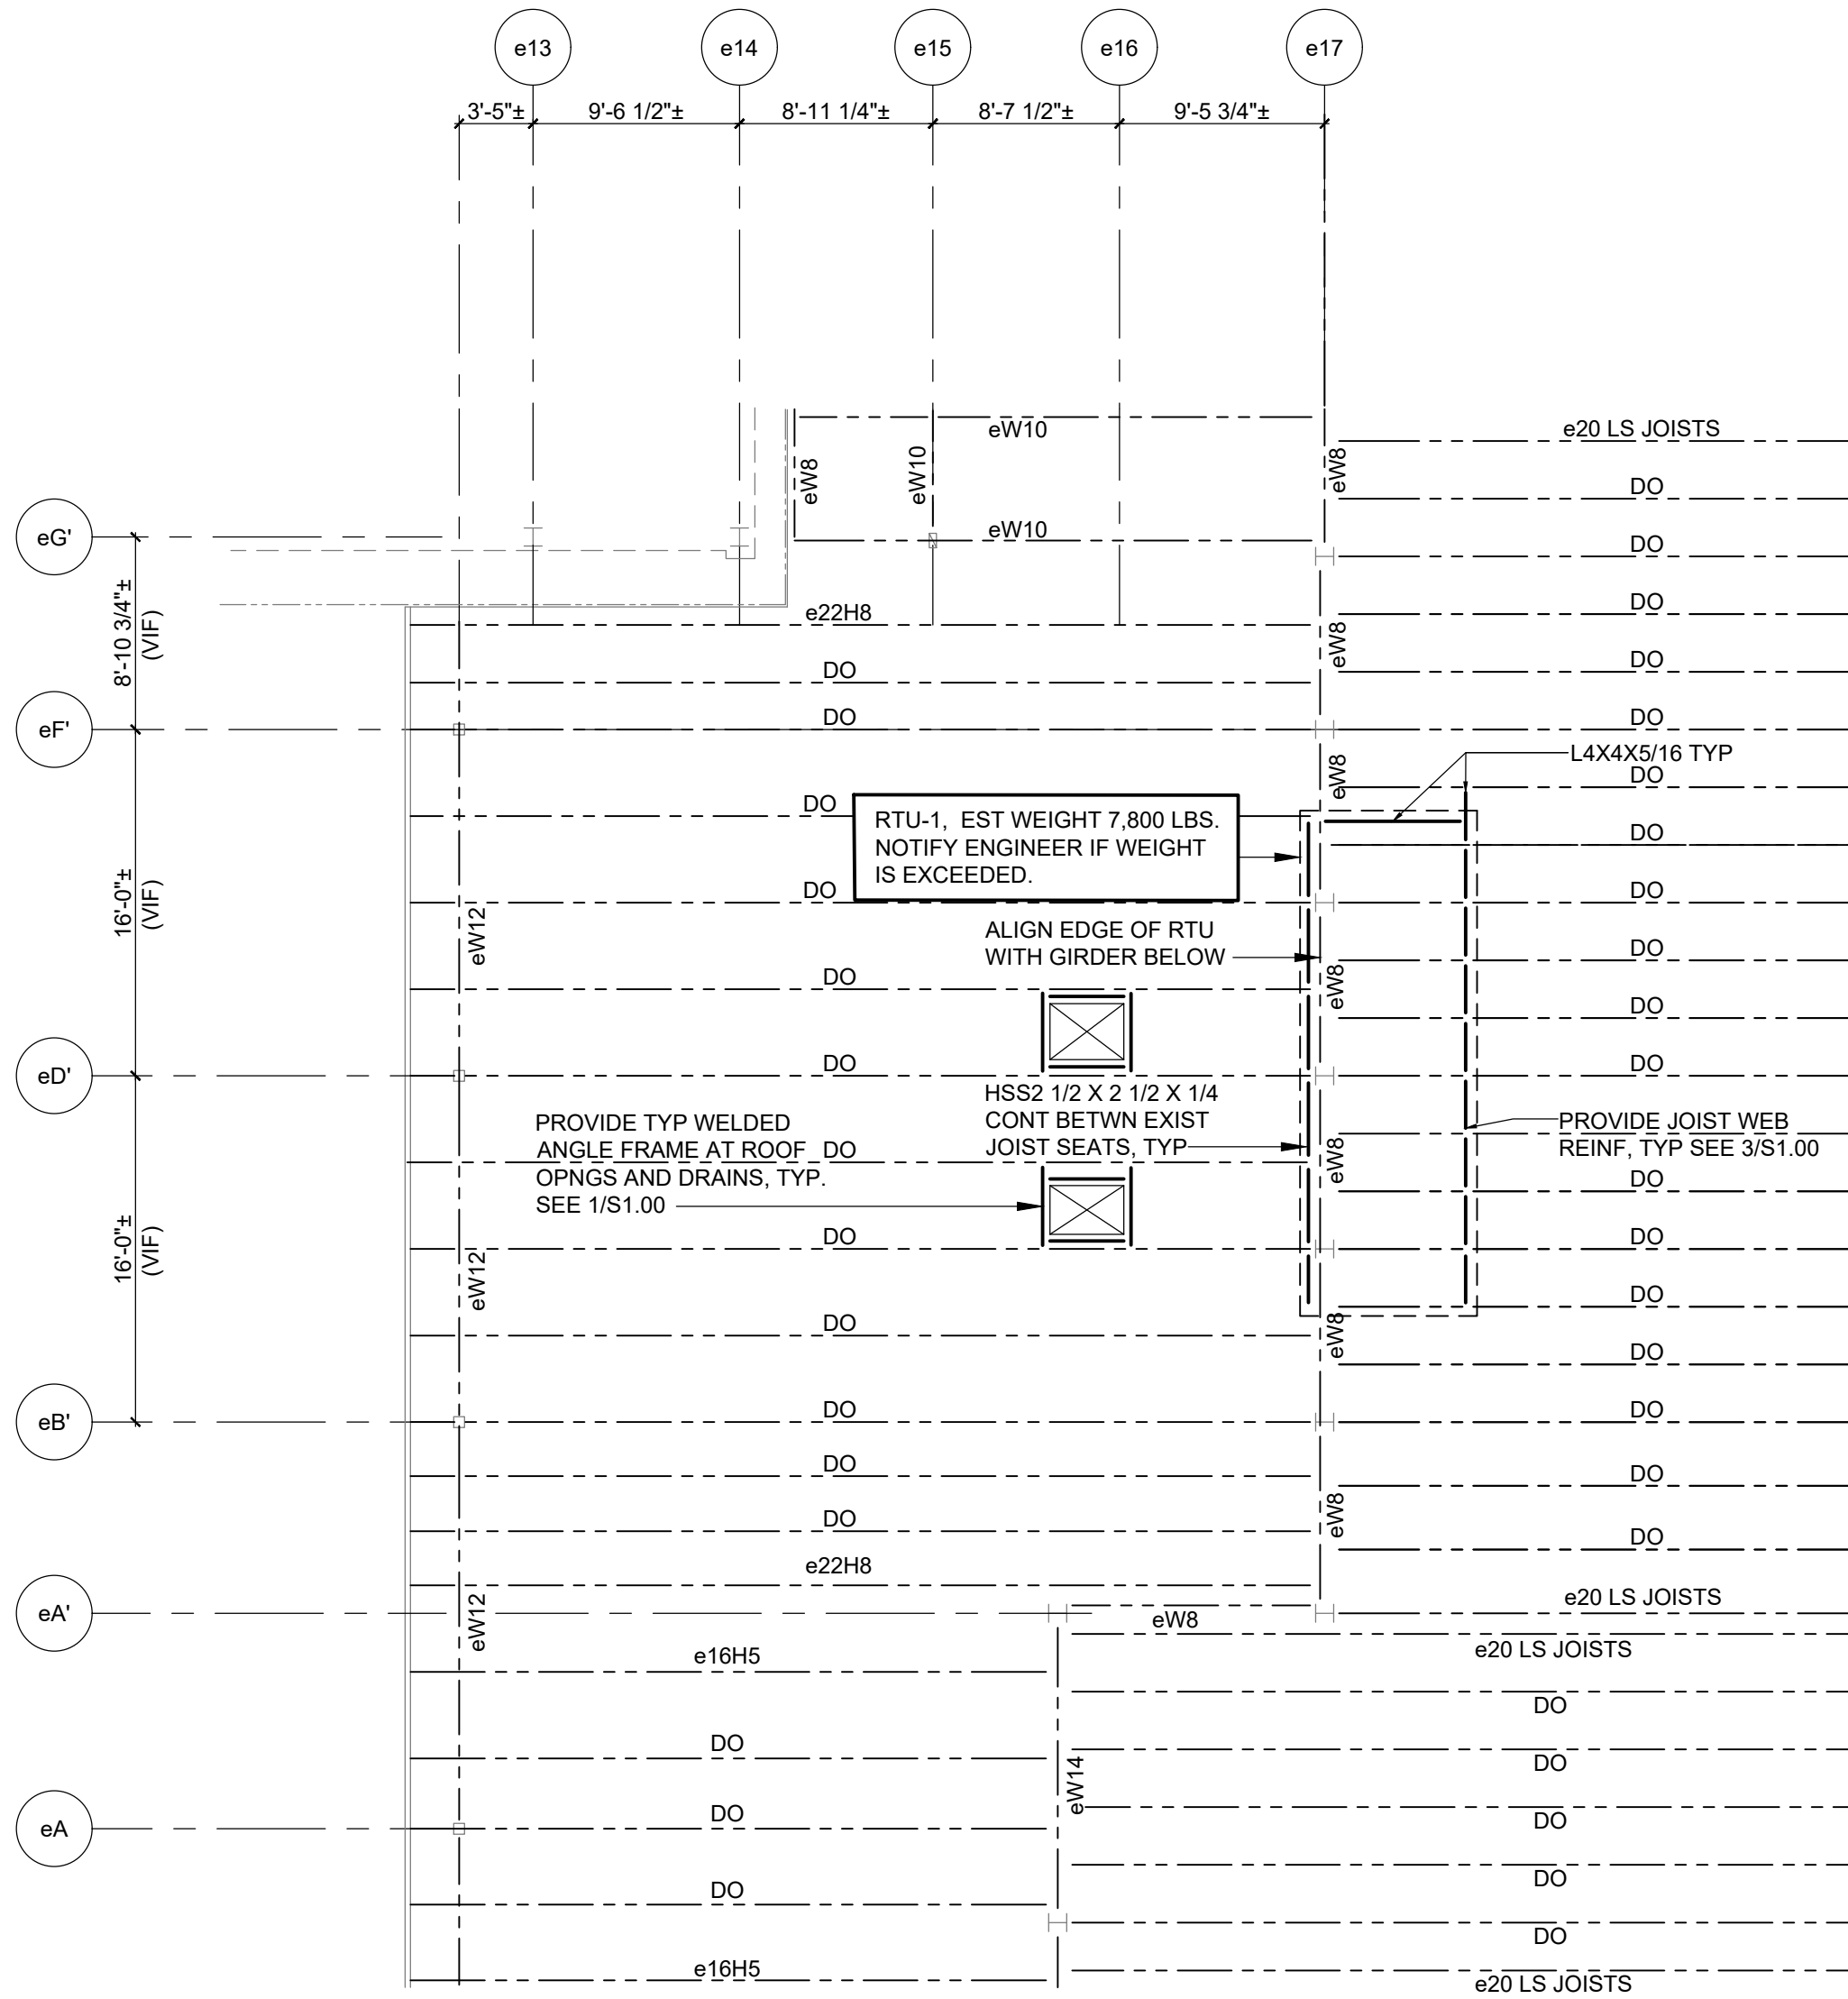 e13
e14
e15
e16
e17
3'-5"±
9'-6 1/2"±
8'-11 1/4"±
8'-7 1/2"±
9'-5 3/4"±
eW10
e20 LS JOISTS
eW8
eW10
eW8
DO
eG'
eW10
DO
8'-10 3/4"±
(VIF)
e22H8
DO
eW8
DO
DO
eF'
DO
DO
L4X4X5/16 TYP
eW8
DO
DO
RTU-1, EST WEIGHT 7,800 LBS.
NOTIFY ENGINEER IF WEIGHT
IS EXCEEDED.
DO
16'-0"±
(VIF)
DO
DO
eW12
ALIGN EDGE OF RTU
WITH GIRDER BELOW
DO
DO
eW8
DO
eD'
DO
DO
HSS2 1/2 X 2 1/2 X 1/4
CONT BETWN EXIST
JOIST SEATS, TYP
PROVIDE TYP WELDED
ANGLE FRAME AT ROOF
OPNGS AND DRAINS, TYP.
SEE 1/S1.00
DO
eW8
PROVIDE JOIST WEB
REINF, TYP SEE 3/S1.00
DO
16'-0"±
(VIF)
DO
DO
eW12
DO
DO
eW8
DO
eB'
DO
DO
DO
DO
DO
eW8
DO
e22H8
eA'
e20 LS JOISTS
eW12
eW8
e16H5
e20 LS JOISTS
DO
DO
DO
eW14
eA
DO
DO
DO
DO
DO
e16H5
e20 LS JOISTS